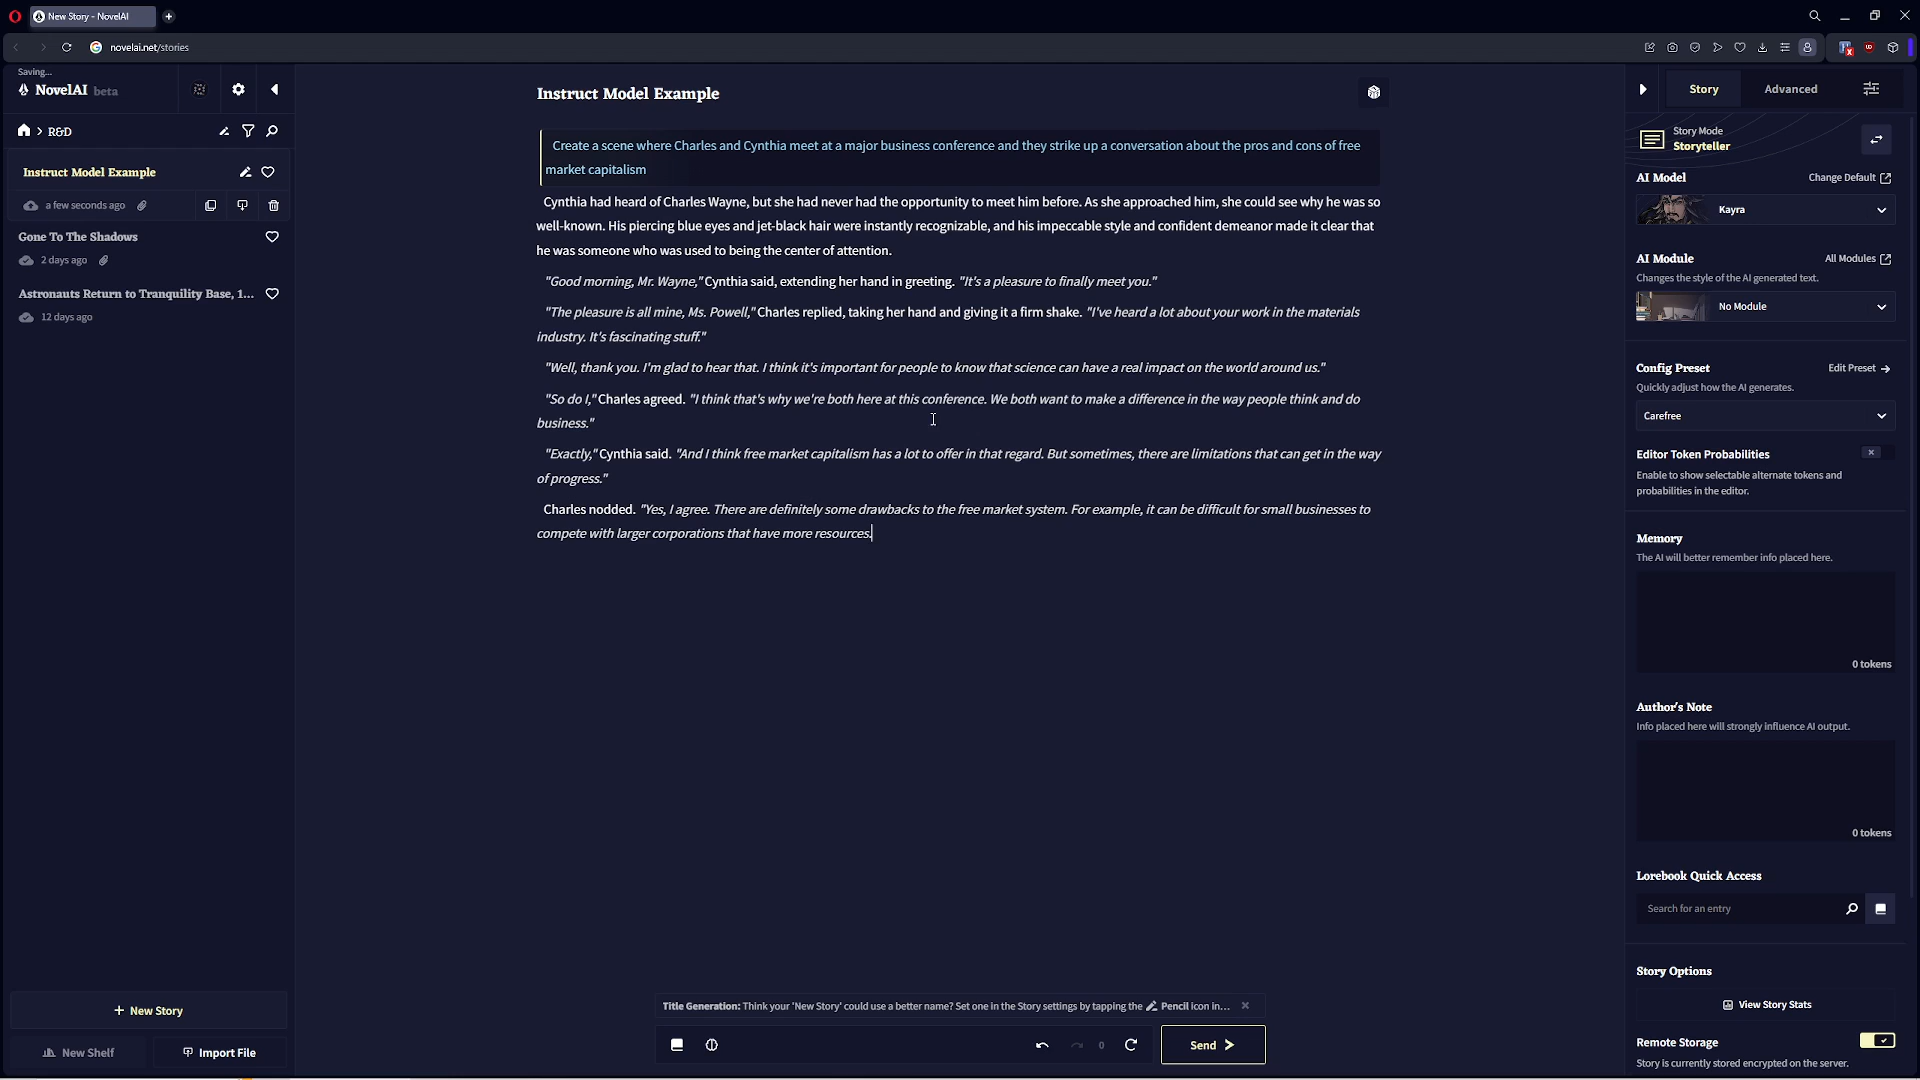 New Story - NovelAI
novelai.net/stories
Saving...
NovelAI beta
R&D
Instruct Model Example
a few seconds ago
Gone To The Shadows
2 days ago
Astronauts Return to Tranquility Base, 1...
12 days ago
+ New Story
New Shelf
Import File
Instruct Model Example
Create a scene where Charles and Cynthia meet at a major business conference and they strike up a conversation about the pros and cons of free
market capitalism
Cynthia had heard of Charles Wayne, but she had never had the opportunity to meet him before. As she approached him, she could see why he was so
well-known. His piercing blue eyes and jet-black hair were instantly recognizable, and his impeccable style and confident demeanor made it clear that
he was someone who was used to being the center of attention.
"Good morning, Mr. Wayne," Cynthia said, extending her hand in greeting. "It's a pleasure to finally meet you."
"The pleasure is all mine, Ms. Powell," Charles replied, taking her hand and giving it a firm shake. "I've heard a lot about your work in the materials
industry. It's fascinating stuff."
"Well, thank you. I'm glad to hear that. I think it's important for people to know that science can have a real impact on the world around us."
"So do I," Charles agreed. "I think that's why we're both here at this conference. We both want to make a difference in the way people think and do
business."
"Exactly," Cynthia said. "And I think free market capitalism has a lot to offer in that regard. But sometimes, there are limitations that can get in the way
of progress."
Charles nodded. "Yes, I agree. There are definitely some drawbacks to the free market system. For example, it can be difficult for small businesses to
compete with larger corporations that have more resources.
Title Generation: Think your 'New Story' could use a better name? Set one in the Story settings by tapping the Pencil icon in...
0
Send
Story
Advanced
Story Mode
Storyteller
AI Model
Change Default
Kayra
AI Module
All Modules
Changes the style of the AI generated text.
No Module
Config Preset
Edit Preset
Quickly adjust how the AI generates.
Carefree
Editor Token Probabilities
Enable to show selectable alternate tokens and
probabilities in the editor.
Memory
The AI will better remember info placed here.
0 tokens
Author's Note
Info placed here will strongly influence AI output.
0 tokens
Lorebook Quick Access
Search for an entry
Story Options
View Story Stats
Remote Storage
Story is currently stored encrypted on the server.